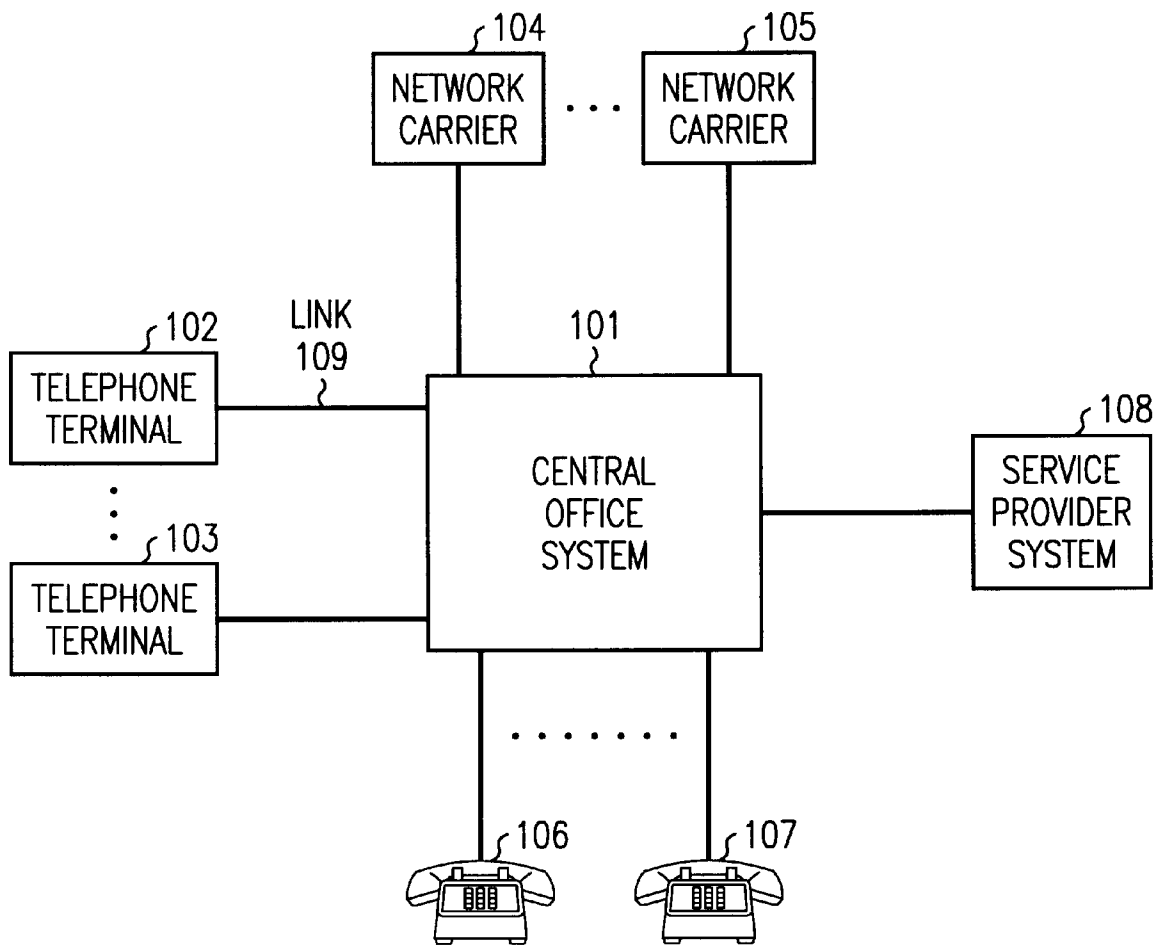 104
NETWORK
CARRIER
105
NETWORK
CARRIER
102
TELEPHONE
TERMINAL
LINK
109
101
CENTRAL
OFFICE
SYSTEM
108
SERVICE
PROVIDER
SYSTEM
103
TELEPHONE
TERMINAL
106
107